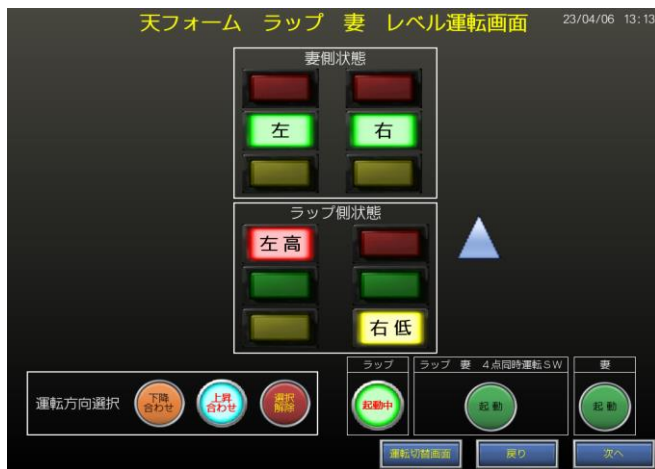 天フォーム　ラップ　妻　レベル運転画面
23/04/06 13:13
妻側状態
左
右
ラップ側状態
左高
右低
運転方向選択
下降
合わせ
上昇
合わせ
選択
解除
ラップ
起動中
ラップ　妻　4点同時運転SW
起動
妻
起動
運転切替画面
戻り
次へ